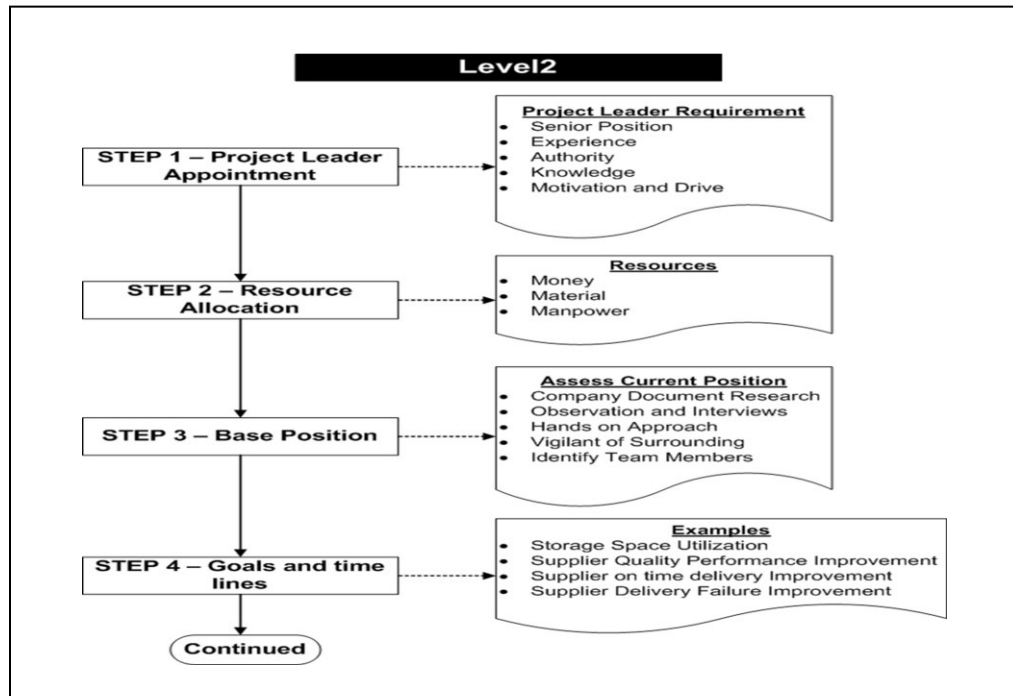 Level2
STEP 1 – Project Leader
Appointment
Project Leader Requirement
• Senior Position
• Experience
• Authority
• Knowledge
• Motivation and Drive
STEP 2 – Resource
Allocation
Resources
• Money
• Material
• Manpower
STEP 3 – Base Position
Assess Current Position
• Company Document Research
• Observation and Interviews
• Hands on Approach
• Vigilant of Surrounding
• Identify Team Members
STEP 4 – Goals and time
lines
Examples
• Storage Space Utilization
• Supplier Quality Performance Improvement
• Supplier on time delivery Improvement
• Supplier Delivery Failure Improvement
Continued